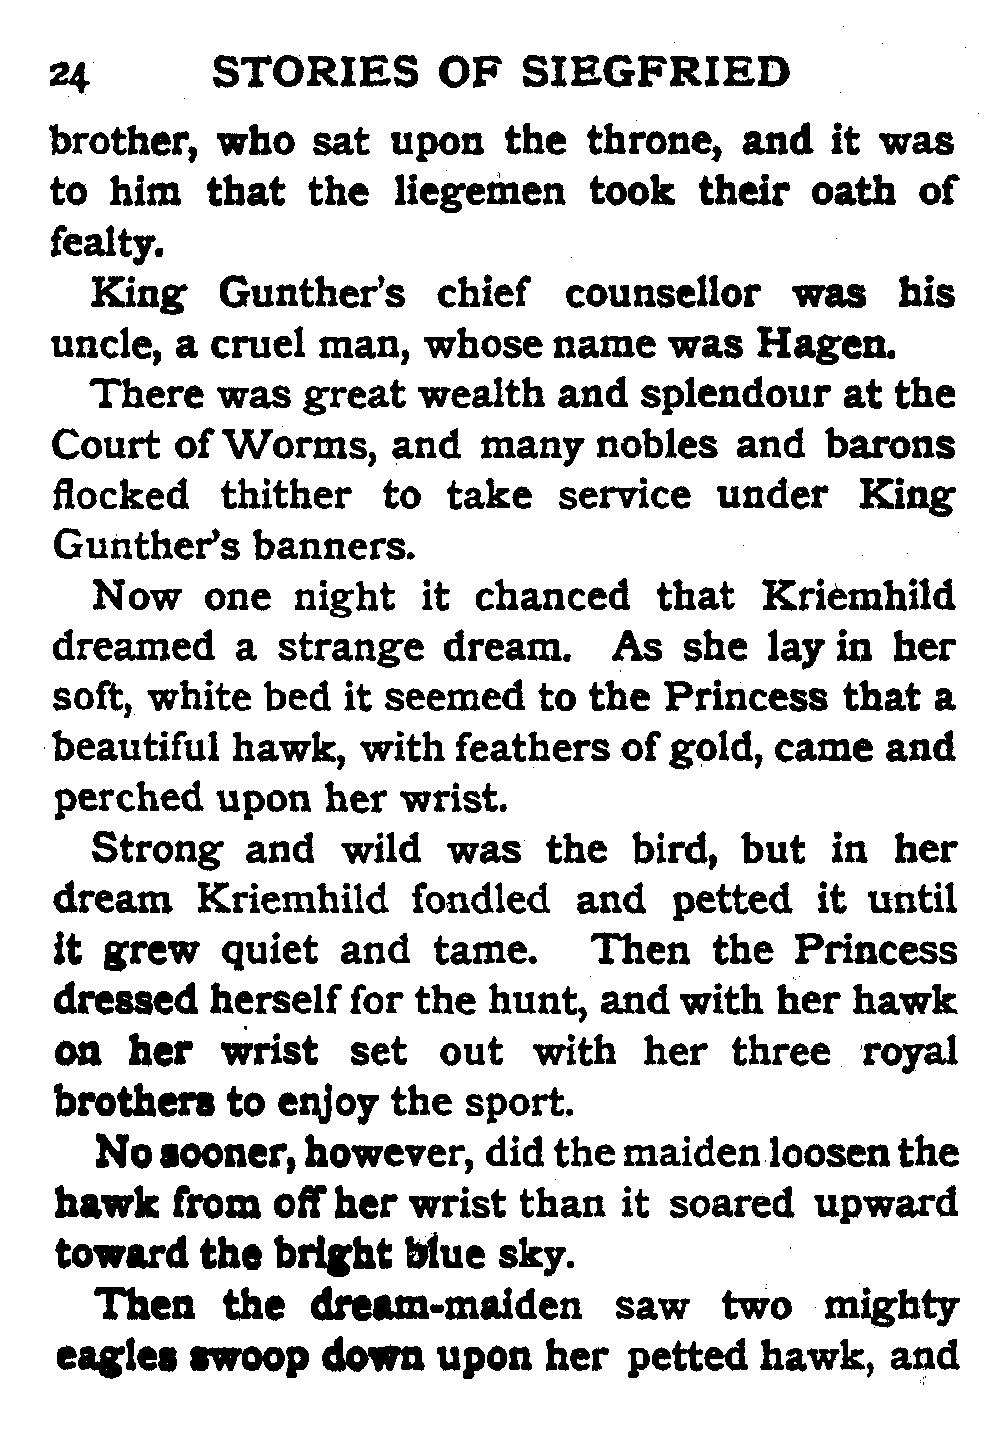 24 STORIES OF SIEGFRIED
brother, who sat upon the throne, and it was
to him that the liegemen took their oath of
fealty.
King Gunther's chief counsellor was his
uncle, a cruel man, whose name was Hagen.
There was great wealth and splendour at the
Court of Worms, and many nobles and barons
flocked thither to take service under King
Gunther's banners.
Now one night it chanced that Kriemhild
dreamed a strange dream. As she lay in her
soft, white bed it seemed to the Princess that a
beautiful hawk, with feathers of gold, came and
perched upon her wrist.
Strong and wild was the bird, but in her
dream Kriemhild fondled and petted it until
it grew quiet and tame. Then the Princess
dressed herself for the hunt, and with her hawk
on her wrist set out with her three royal
brothers to enjoy the sport.
No sooner, however, did the maiden loosen the
hawk from off her wrist than it soared upward
toward the bright blue sky.
Then the dream-maiden saw two mighty
eagles swoop down upon her petted hawk, and